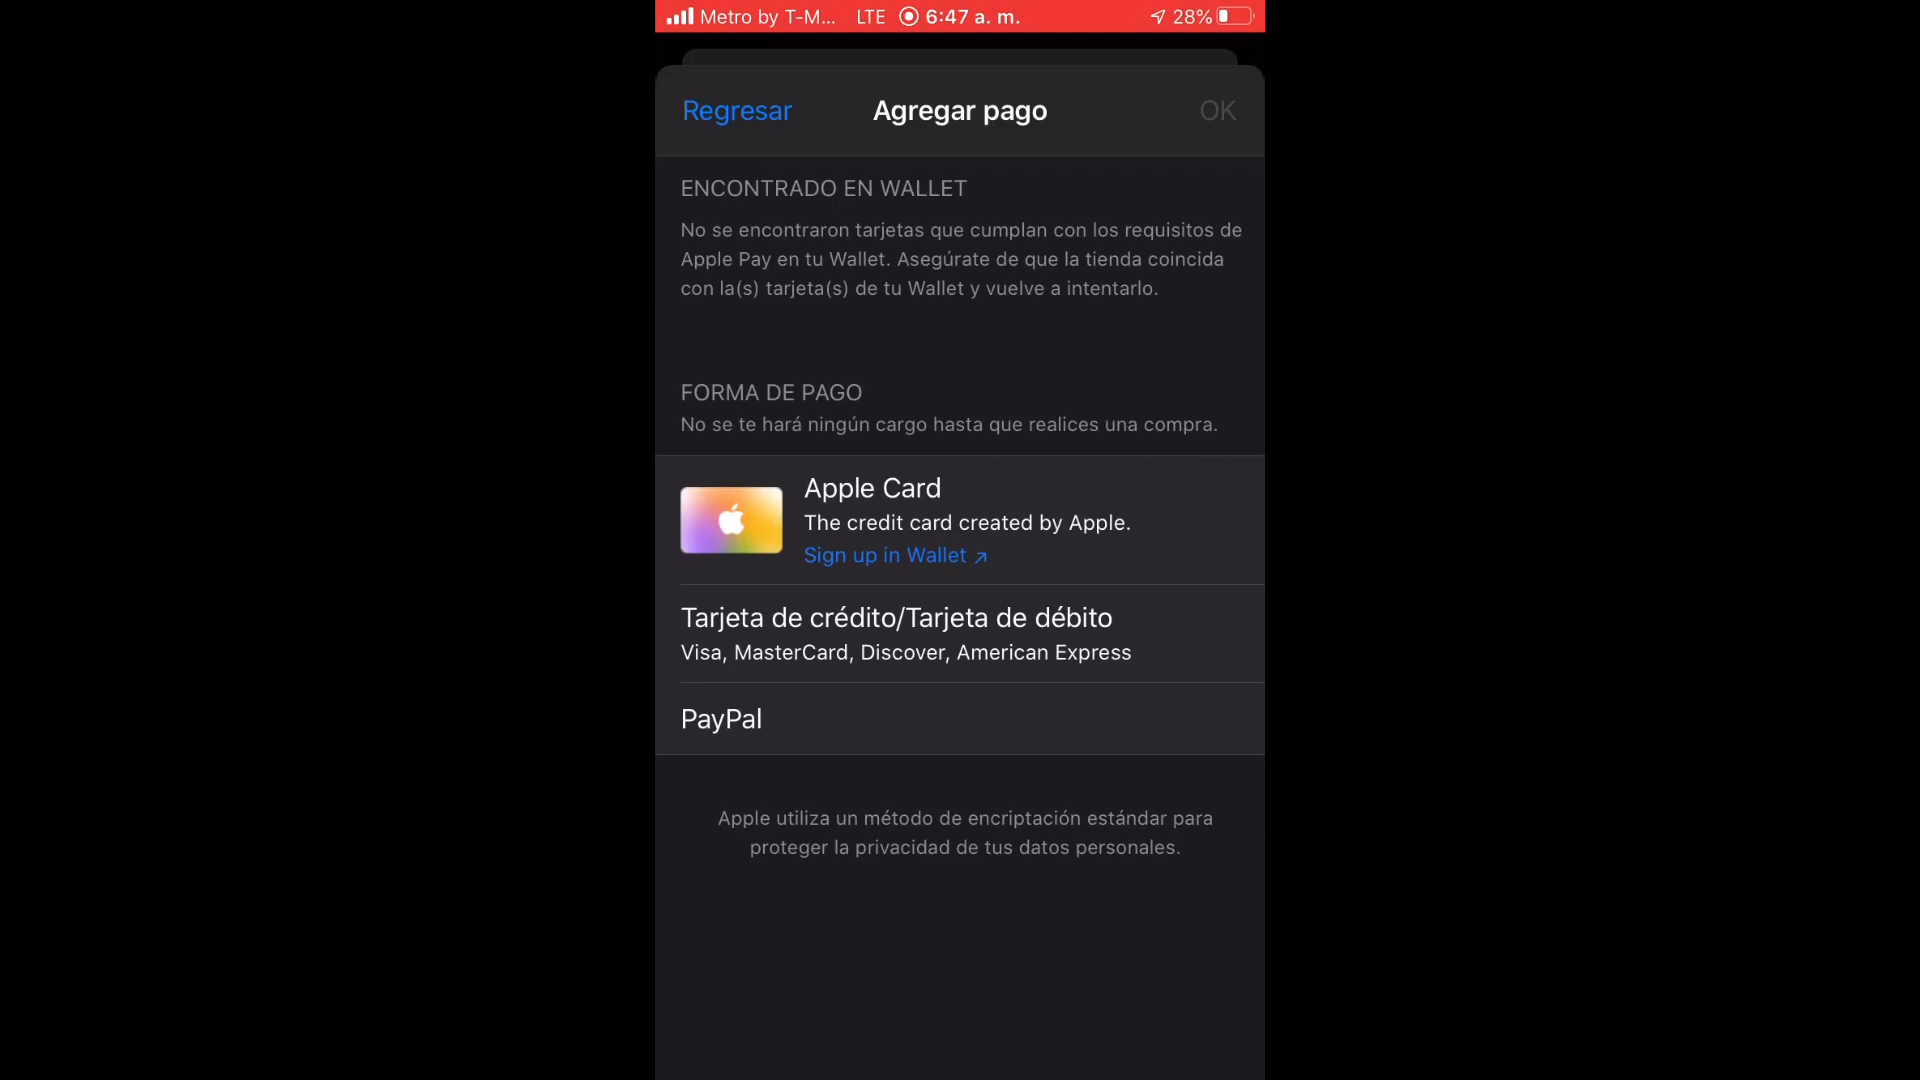 Metro by T-M... LTE 6:47 a. m. 28%
Regresar Agregar pago OK
ENCONTRADO EN WALLET
No se encontraron tarjetas que cumplan con los requisitos de
Apple Pay en tu Wallet. Asegúrate de que la tienda coincida
con la(s) tarjeta(s) de tu Wallet y vuelve a intentarlo.
FORMA DE PAGO
No se te hará ningún cargo hasta que realices una compra.
Apple Card
The credit card created by Apple.
Sign up in Wallet ↗
Tarjeta de crédito/Tarjeta de débito
Visa, MasterCard, Discover, American Express
PayPal
Apple utiliza un método de encriptación estándar para
proteger la privacidad de tus datos personales.